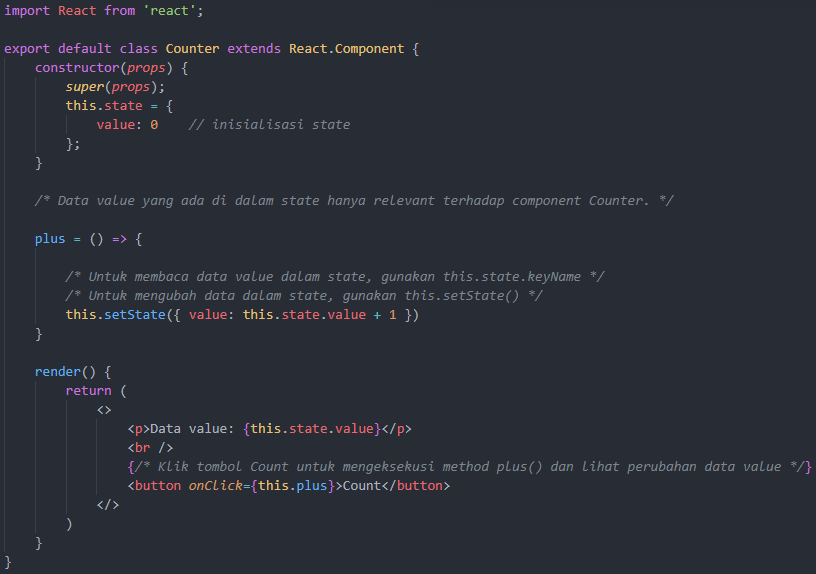 import React from 'react';
export default class Counter extends React.Component {
constructor(props) {
super(props);
this.state = {
value: 0    // inisialisasi state
};
}
/* Data value yang ada di dalam state hanya relevant terhadap component Counter. */
plus = () => {
/* Untuk membaca data value dalam state, gunakan this.state.keyName */
/* Untuk mengubah data dalam state, gunakan this.setState() */
this.setState({ value: this.state.value + 1 })
}
render() {
return (
<>
<p>Data value: {this.state.value}</p>
<br />
{/* Klik tombol Count untuk mengeksekusi method plus() dan lihat perubahan data value */}
<button onClick={this.plus}>Count</button>
</>
)
}
}